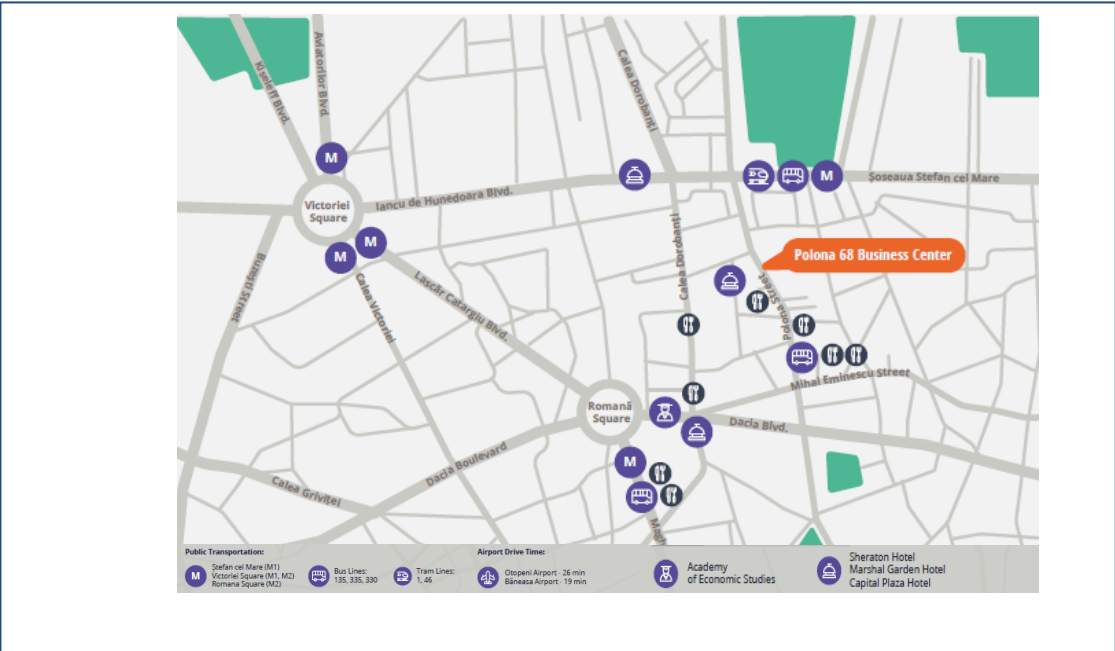 Kiseleff Blvd.
Aviatorilor Blvd.
Calea Dorobanți
M
Victoriei
Square
Iancu de Hunedoara Blvd.
M
Șoseaua Stefan cel Mare
M
M
Buzești Street
Calea Victoriei
Lascăr Catargiu Blvd.
Calea Dorobanți
Polona 68 Business Center
Polona Street
Mihai Eminescu Street
Romană
Square
Dacia Blvd.
Dacia Boulevard
M
Calea Griviței
Magh
Public Transportation:
M
Ștefan cel Mare (M1)
Victoriei Square (M1, M2)
Romana Square (M2)
Bus Lines:
135, 335, 330
Tram Lines:
1, 46
Airport Drive Time:
Otopeni Airport - 26 min
Băneasa Airport - 19 min
Academy
of Economic Studies
Sheraton Hotel
Marshal Garden Hotel
Capital Plaza Hotel